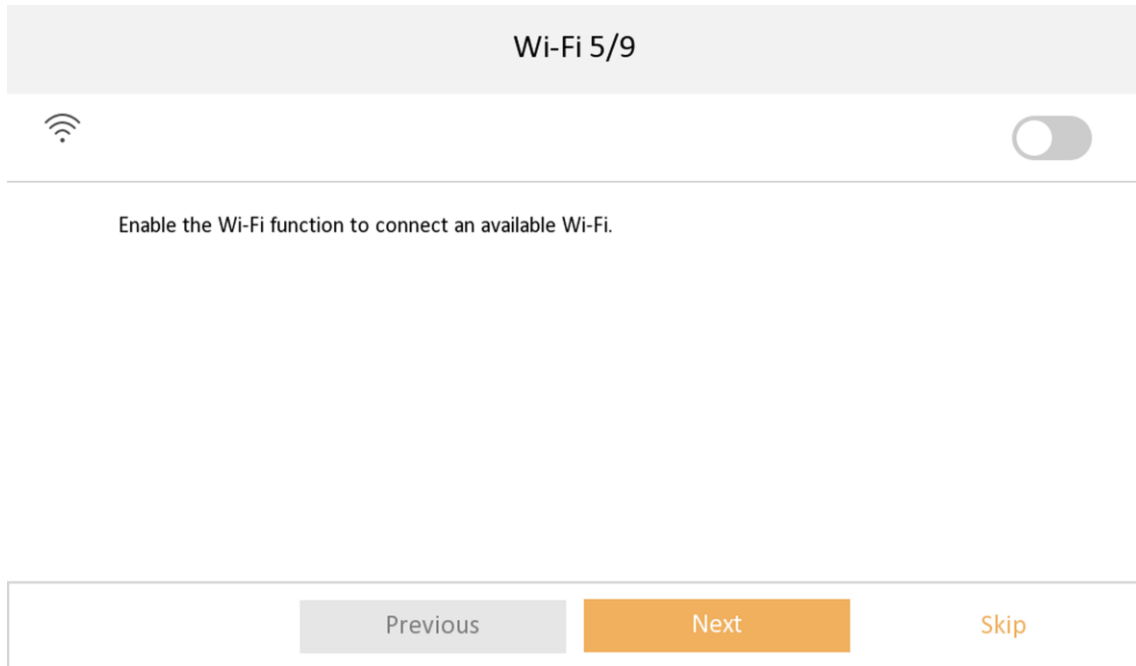 Wi-Fi 5/9
Enable the Wi-Fi function to connect an available Wi-Fi.
Previous
Next
Skip